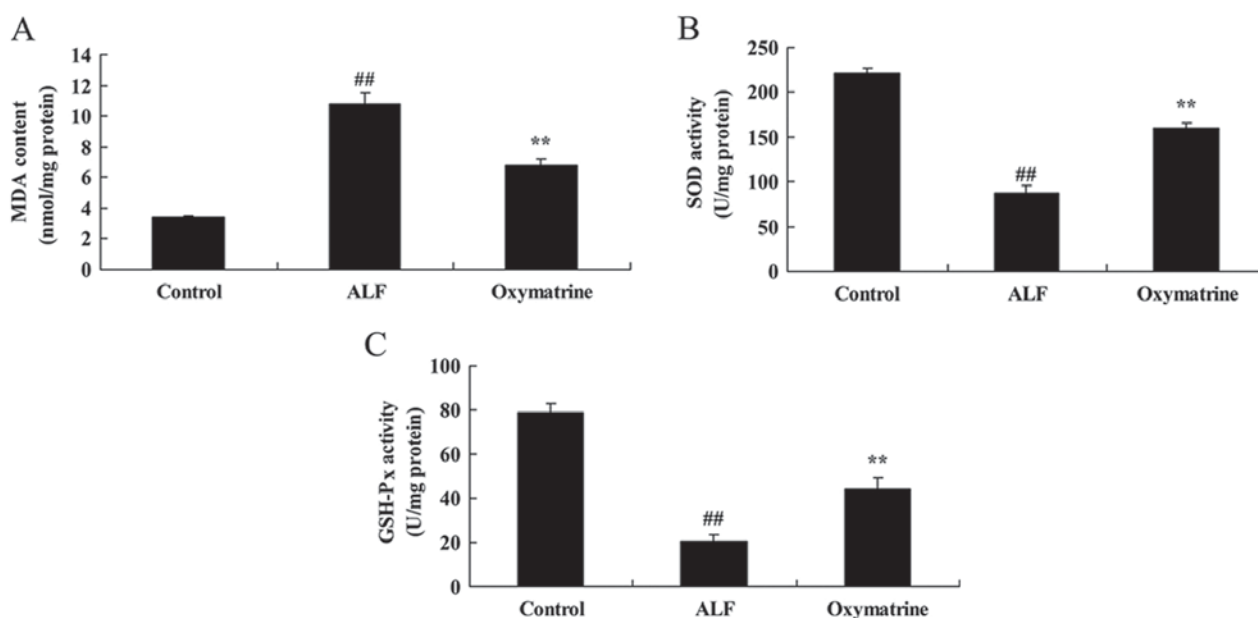 A
MDA content
(nmol/mg protein)
14
12
10
8
6
4
2
0
##
**
Control
ALF
Oxymatrine
B
SOD activity
(U/mg protein)
250
200
150
100
50
0
##
**
Control
ALF
Oxymatrine
C
GSH-Px activity
(U/mg protein)
100
80
60
40
20
0
##
**
Control
ALF
Oxymatrine